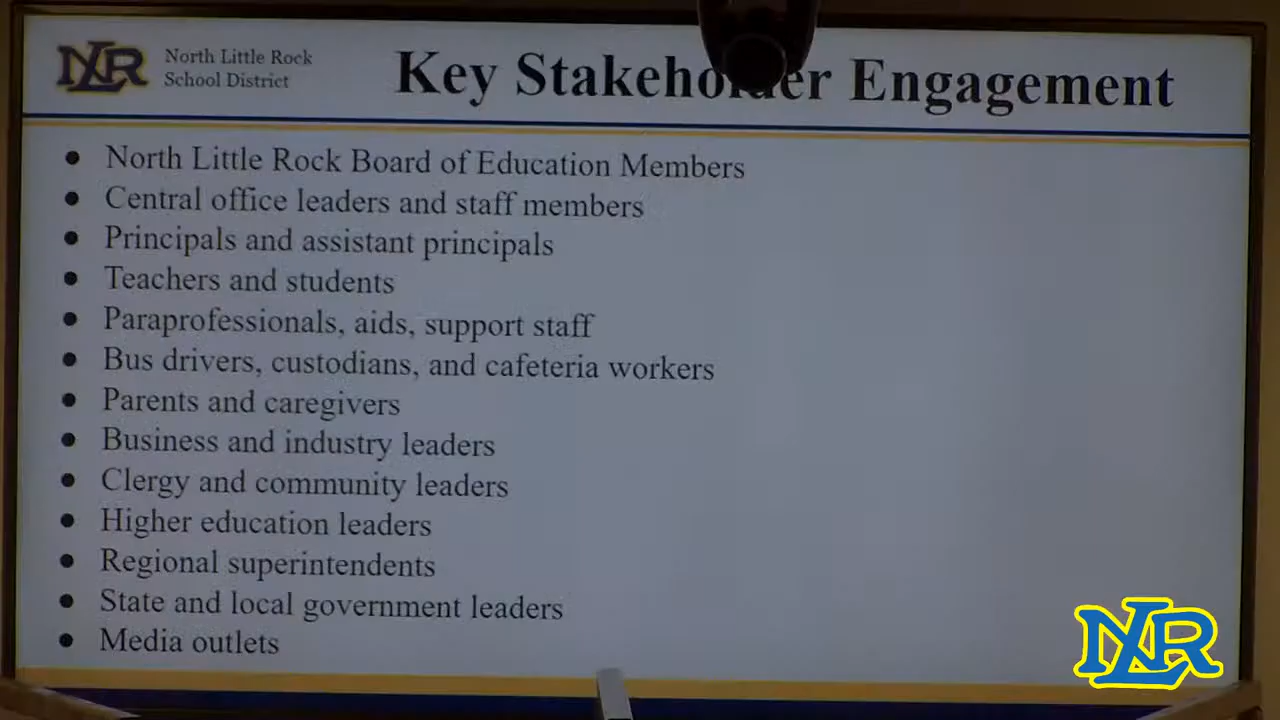 NLR
North Little Rock
School District
Key Stakeholder Engagement
● North Little Rock Board of Education Members
● Central office leaders and staff members
● Principals and assistant principals
● Teachers and students
● Paraprofessionals, aids, support staff
● Bus drivers, custodians, and cafeteria workers
● Parents and caregivers
● Business and industry leaders
● Clergy and community leaders
● Higher education leaders
● Regional superintendents
● State and local government leaders
● Media outlets
NLR